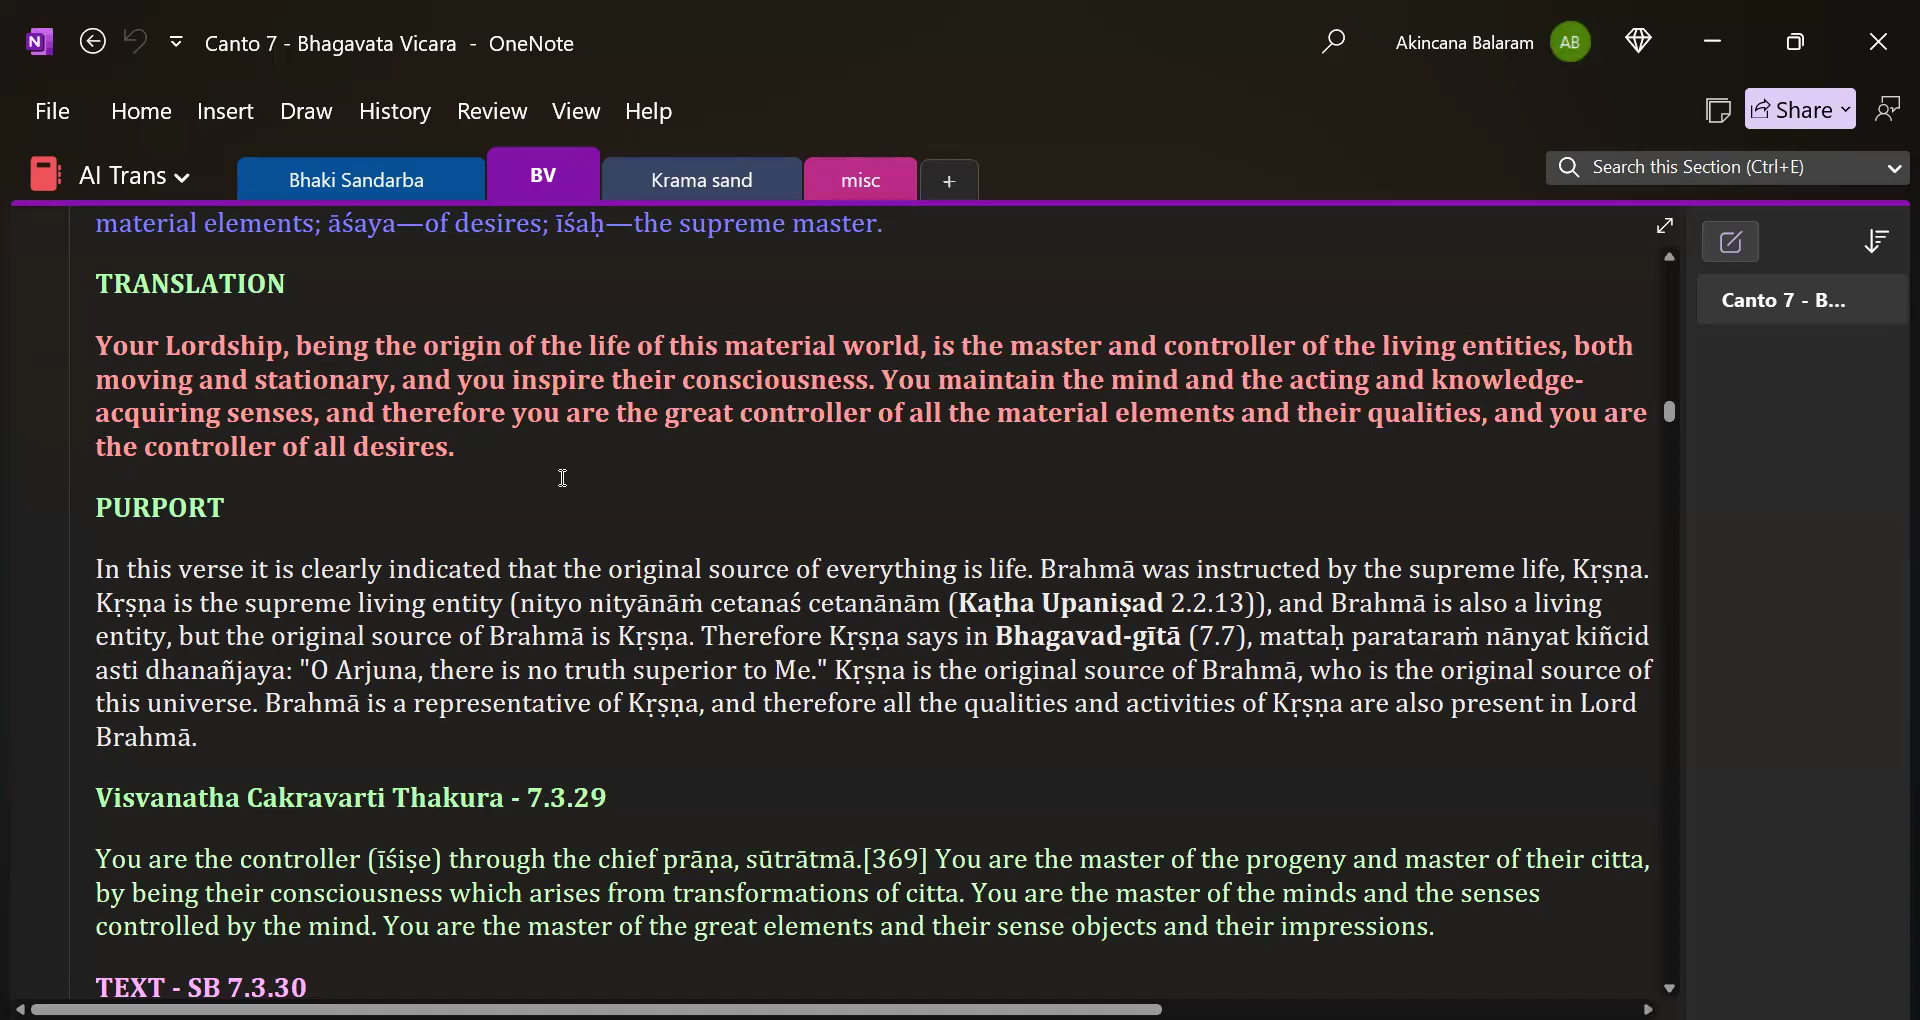 Canto 7 - Bhagavata Vicara - OneNote
Akincana Balaram AB
File Home Insert Draw History Review View Help
Share
AI Trans
Bhaki Sandarba BV Krama sand misc +
Search this Section (Ctrl+E)
Canto 7 - B...
material elements; āśaya—of desires; īśaḥ—the supreme master.
TRANSLATION
Your Lordship, being the origin of the life of this material world, is the master and controller of the living entities, both
moving and stationary, and you inspire their consciousness. You maintain the mind and the acting and knowledge-
acquiring senses, and therefore you are the great controller of all the material elements and their qualities, and you are
the controller of all desires.
PURPORT
In this verse it is clearly indicated that the original source of everything is life. Brahmā was instructed by the supreme life, Kṛṣṇa.
Kṛṣṇa is the supreme living entity (nityo nityānāṁ cetanaś cetanānām (Kaṭha Upaniṣad 2.2.13)), and Brahmā is also a living
entity, but the original source of Brahmā is Kṛṣṇa. Therefore Kṛṣṇa says in Bhagavad-gītā (7.7), mattaḥ parataraṁ nānyat kiñcid
asti dhanañjaya: "O Arjuna, there is no truth superior to Me." Kṛṣṇa is the original source of Brahmā, who is the original source of
this universe. Brahmā is a representative of Kṛṣṇa, and therefore all the qualities and activities of Kṛṣṇa are also present in Lord
Brahmā.
Visvanatha Cakravarti Thakura - 7.3.29
You are the controller (īśiṣe) through the chief prāṇa, sūtrātmā.[369] You are the master of the progeny and master of their citta,
by being their consciousness which arises from transformations of citta. You are the master of the minds and the senses
controlled by the mind. You are the master of the great elements and their sense objects and their impressions.
TEXT - SB 7.3.30